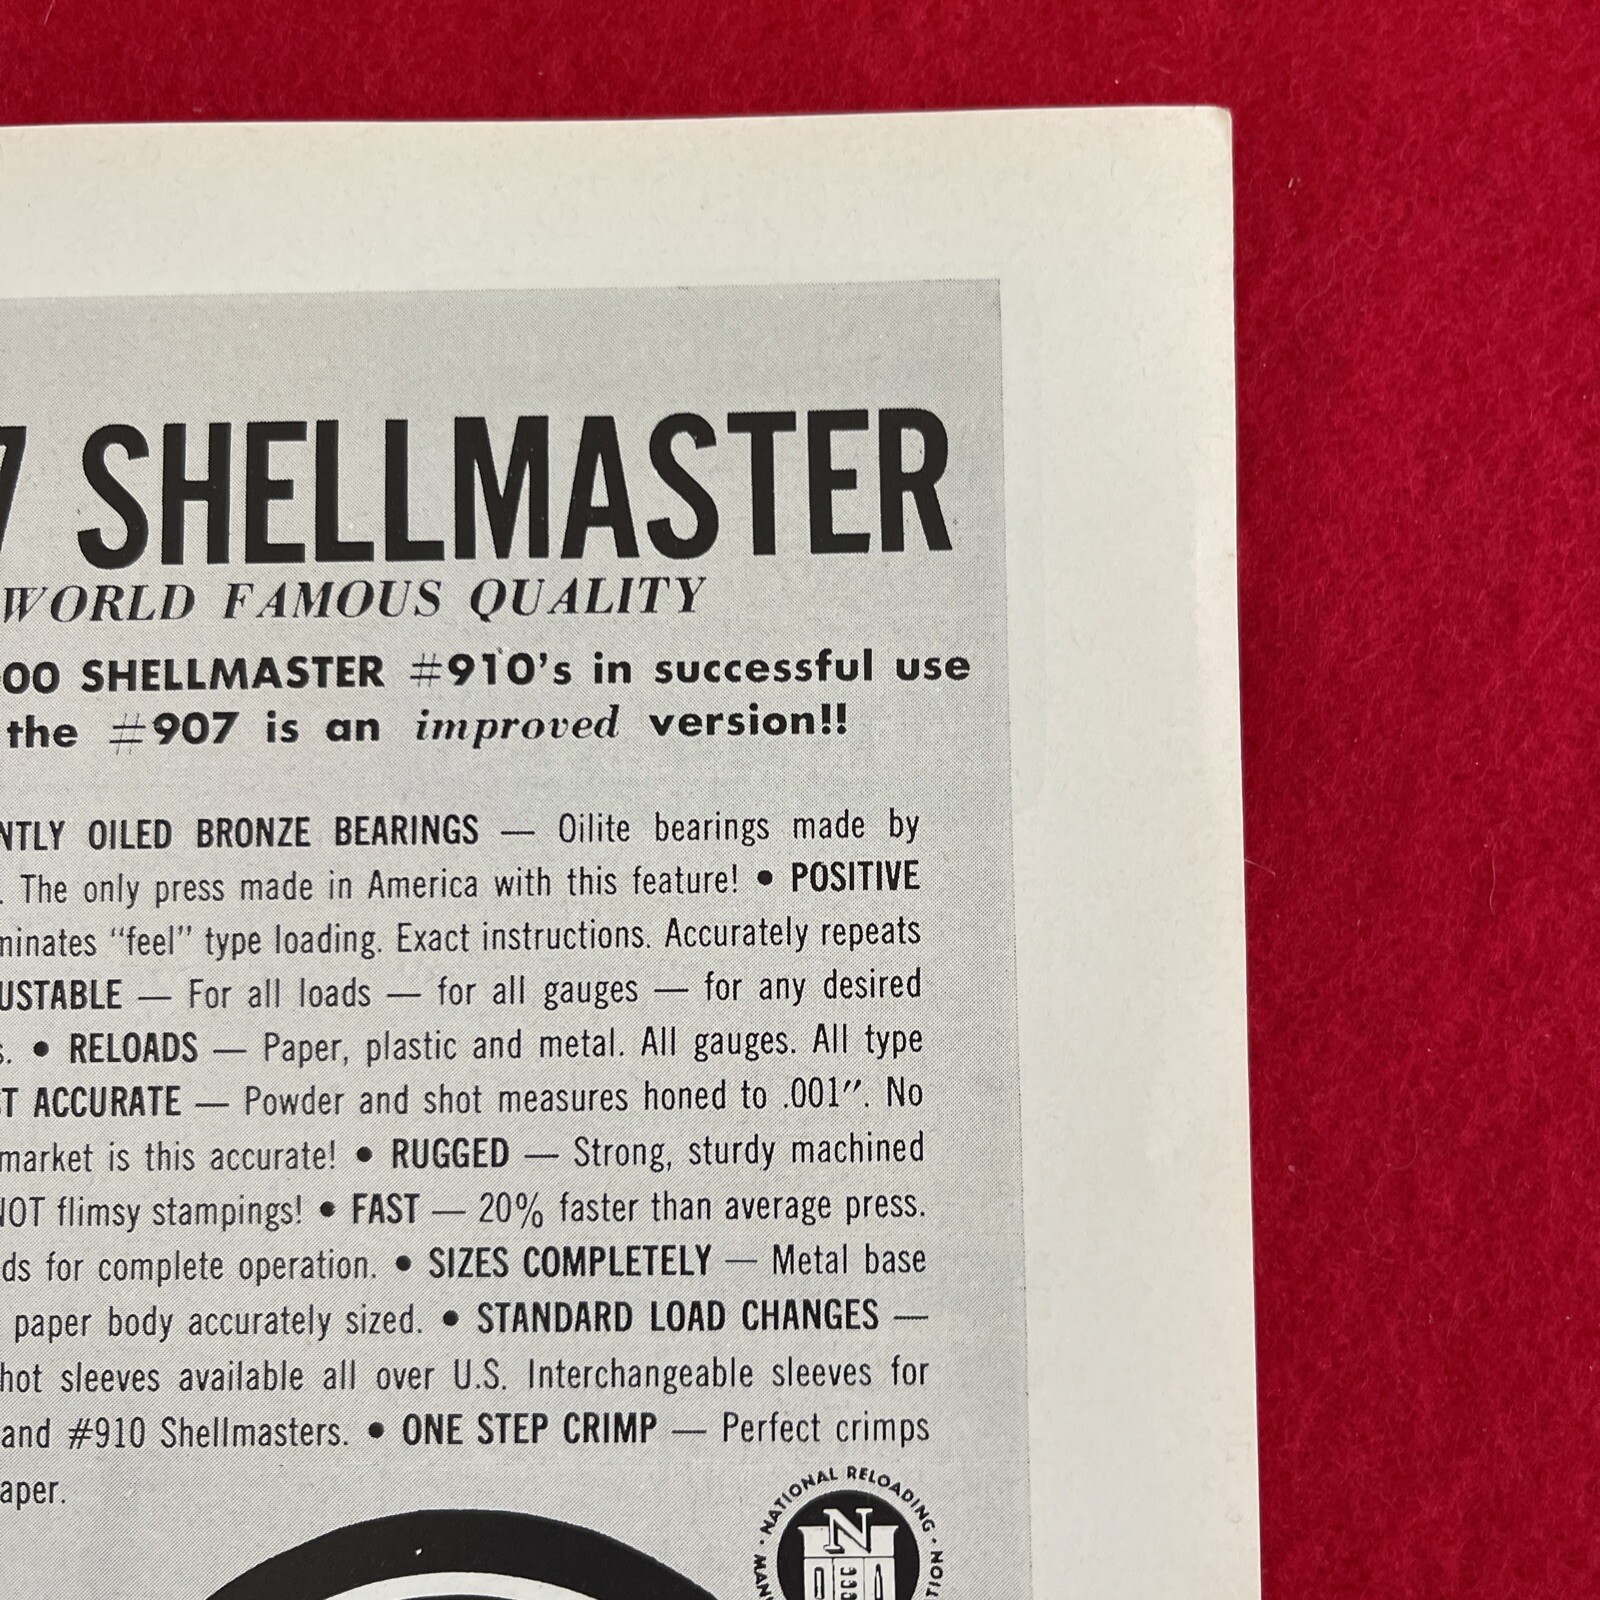 7 SHELLMASTER
WORLD FAMOUS QUALITY
00 SHELLMASTER #910's in successful use
the #907 is an improved version!!
NTLY OILED BRONZE BEARINGS — Oilite bearings made by
. The only press made in America with this feature! • POSITIVE
minates “feel” type loading. Exact instructions. Accurately repeats
USTABLE — For all loads — for all gauges — for any desired
s. • RELOADS — Paper, plastic and metal. All gauges. All type
T ACCURATE — Powder and shot measures honed to .001″. No
market is this accurate! • RUGGED — Strong, sturdy machined
NOT flimsy stampings! • FAST — 20% faster than average press.
ds for complete operation. • SIZES COMPLETELY — Metal base
paper body accurately sized. • STANDARD LOAD CHANGES —
hot sleeves available all over U.S. Interchangeable sleeves for
and #910 Shellmasters. • ONE STEP CRIMP — Perfect crimps
aper.
MAN · NATIONAL RELOADING · TION
N